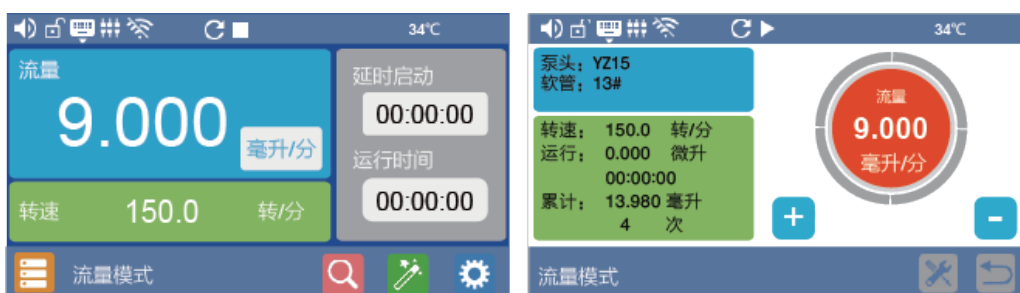 34℃
流量
9.000 毫升/分
转速 150.0 转/分
延时启动
00:00:00
运行时间
00:00:00
流量模式
34℃
泵头：YZ15
软管：13#
转速： 150.0 转/分
运行： 0.000 微升
00:00:00
累计： 13.980 毫升
4 次
流量
9.000
毫升/分
+ -
流量模式